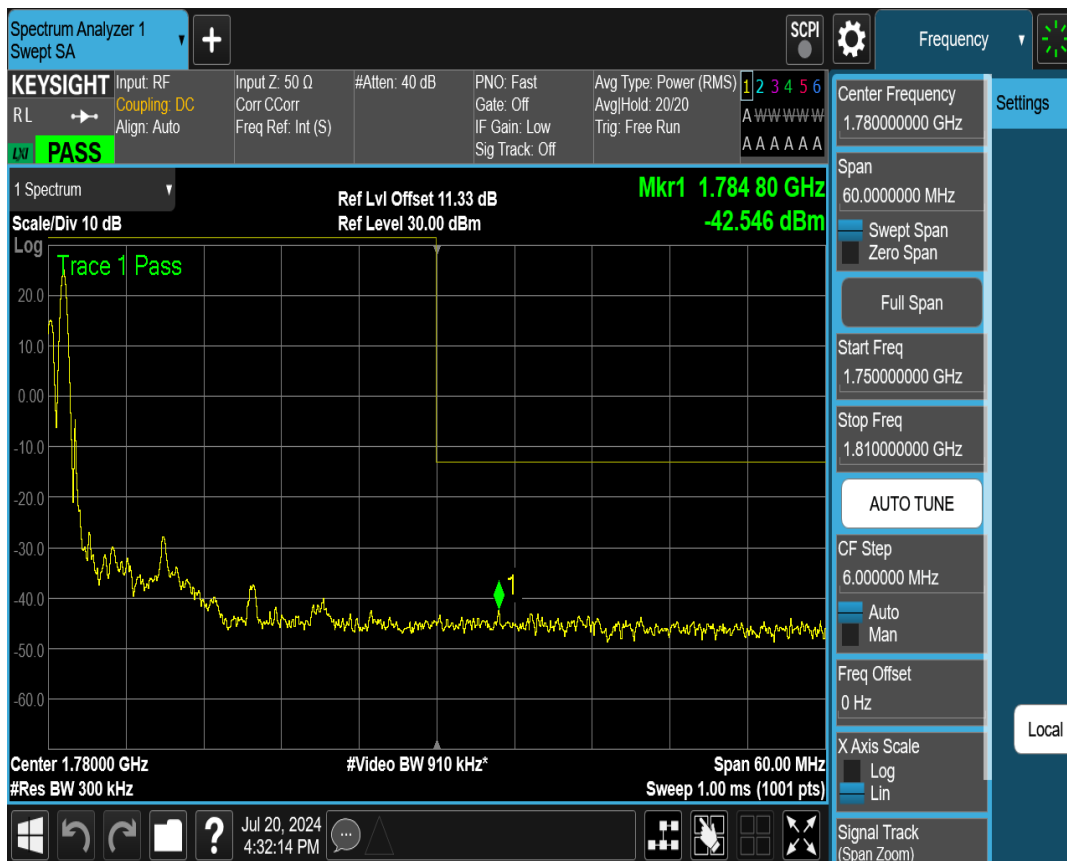 Spectrum Analyzer 1
Swept SA
+
SCPI
Frequency
KEYSIGHT
RL
LXI
PASS
Input: RF
Coupling: DC
Align: Auto
Input Z: 50 Ω
Corr CCorr
Freq Ref: Int (S)
#Atten: 40 dB
PNO: Fast
Gate: Off
IF Gain: Low
Sig Track: Off
Avg Type: Power (RMS)
Avg|Hold: 20/20
Trig: Free Run
1 2 3 4 5 6
A W W W W W
A A A A A A
1 Spectrum
Scale/Div 10 dB
Ref Lvl Offset 11.33 dB
Ref Level 30.00 dBm
Mkr1 1.784 80 GHz
-42.546 dBm
Log
Trace 1 Pass
20.0
10.0
0.00
-10.0
-20.0
-30.0
-40.0
-50.0
-60.0
1
Center 1.78000 GHz
#Video BW 910 kHz*
Span 60.00 MHz
#Res BW 300 kHz
Sweep 1.00 ms (1001 pts)
Center Frequency
1.780000000 GHz
Settings
Span
60.0000000 MHz
Swept Span
Zero Span
Full Span
Start Freq
1.750000000 GHz
Stop Freq
1.810000000 GHz
AUTO TUNE
CF Step
6.000000 MHz
Auto
Man
Freq Offset
0 Hz
Local
X Axis Scale
Log
Lin
Signal Track
(Span Zoom)
?
Jul 20, 2024
4:32:14 PM